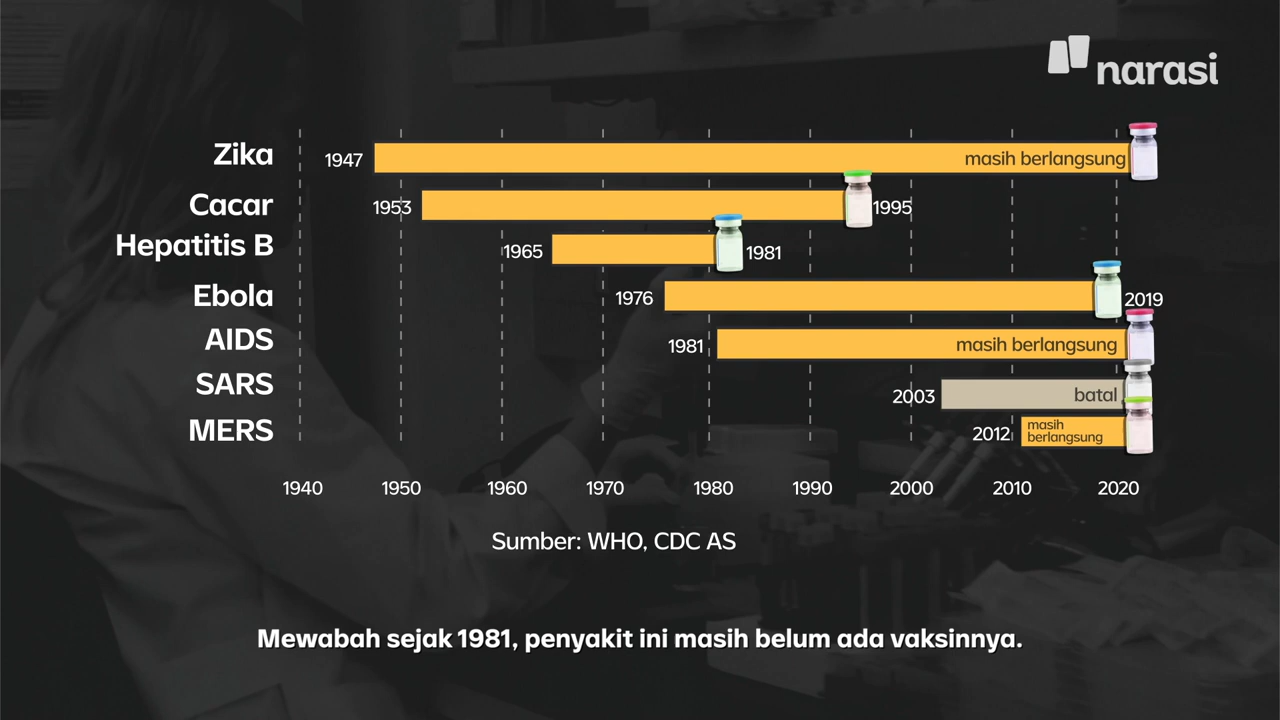 narasi
Zika 1947 masih berlangsung
Cacar 1953 1995
Hepatitis B 1965 1981
Ebola 1976 2019
AIDS 1981 masih berlangsung
SARS 2003 batal
MERS 2012 masih
berlangsung
1940 1950 1960 1970 1980 1990 2000 2010 2020
Sumber: WHO, CDC AS
Mewabah sejak 1981, penyakit ini masih belum ada vaksinnya.